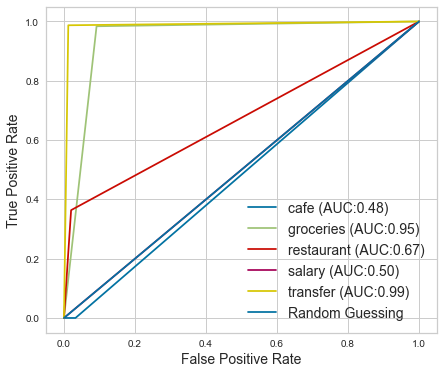 1.0
0.8
0.6
0.4
0.2
0.0
True Positive Rate
cafe (AUC:0.48)
groceries (AUC:0.95)
restaurant (AUC:0.67)
salary (AUC:0.50)
transfer (AUC:0.99)
Random Guessing
0.0 0.2 0.4 0.6 0.8 1.0
False Positive Rate